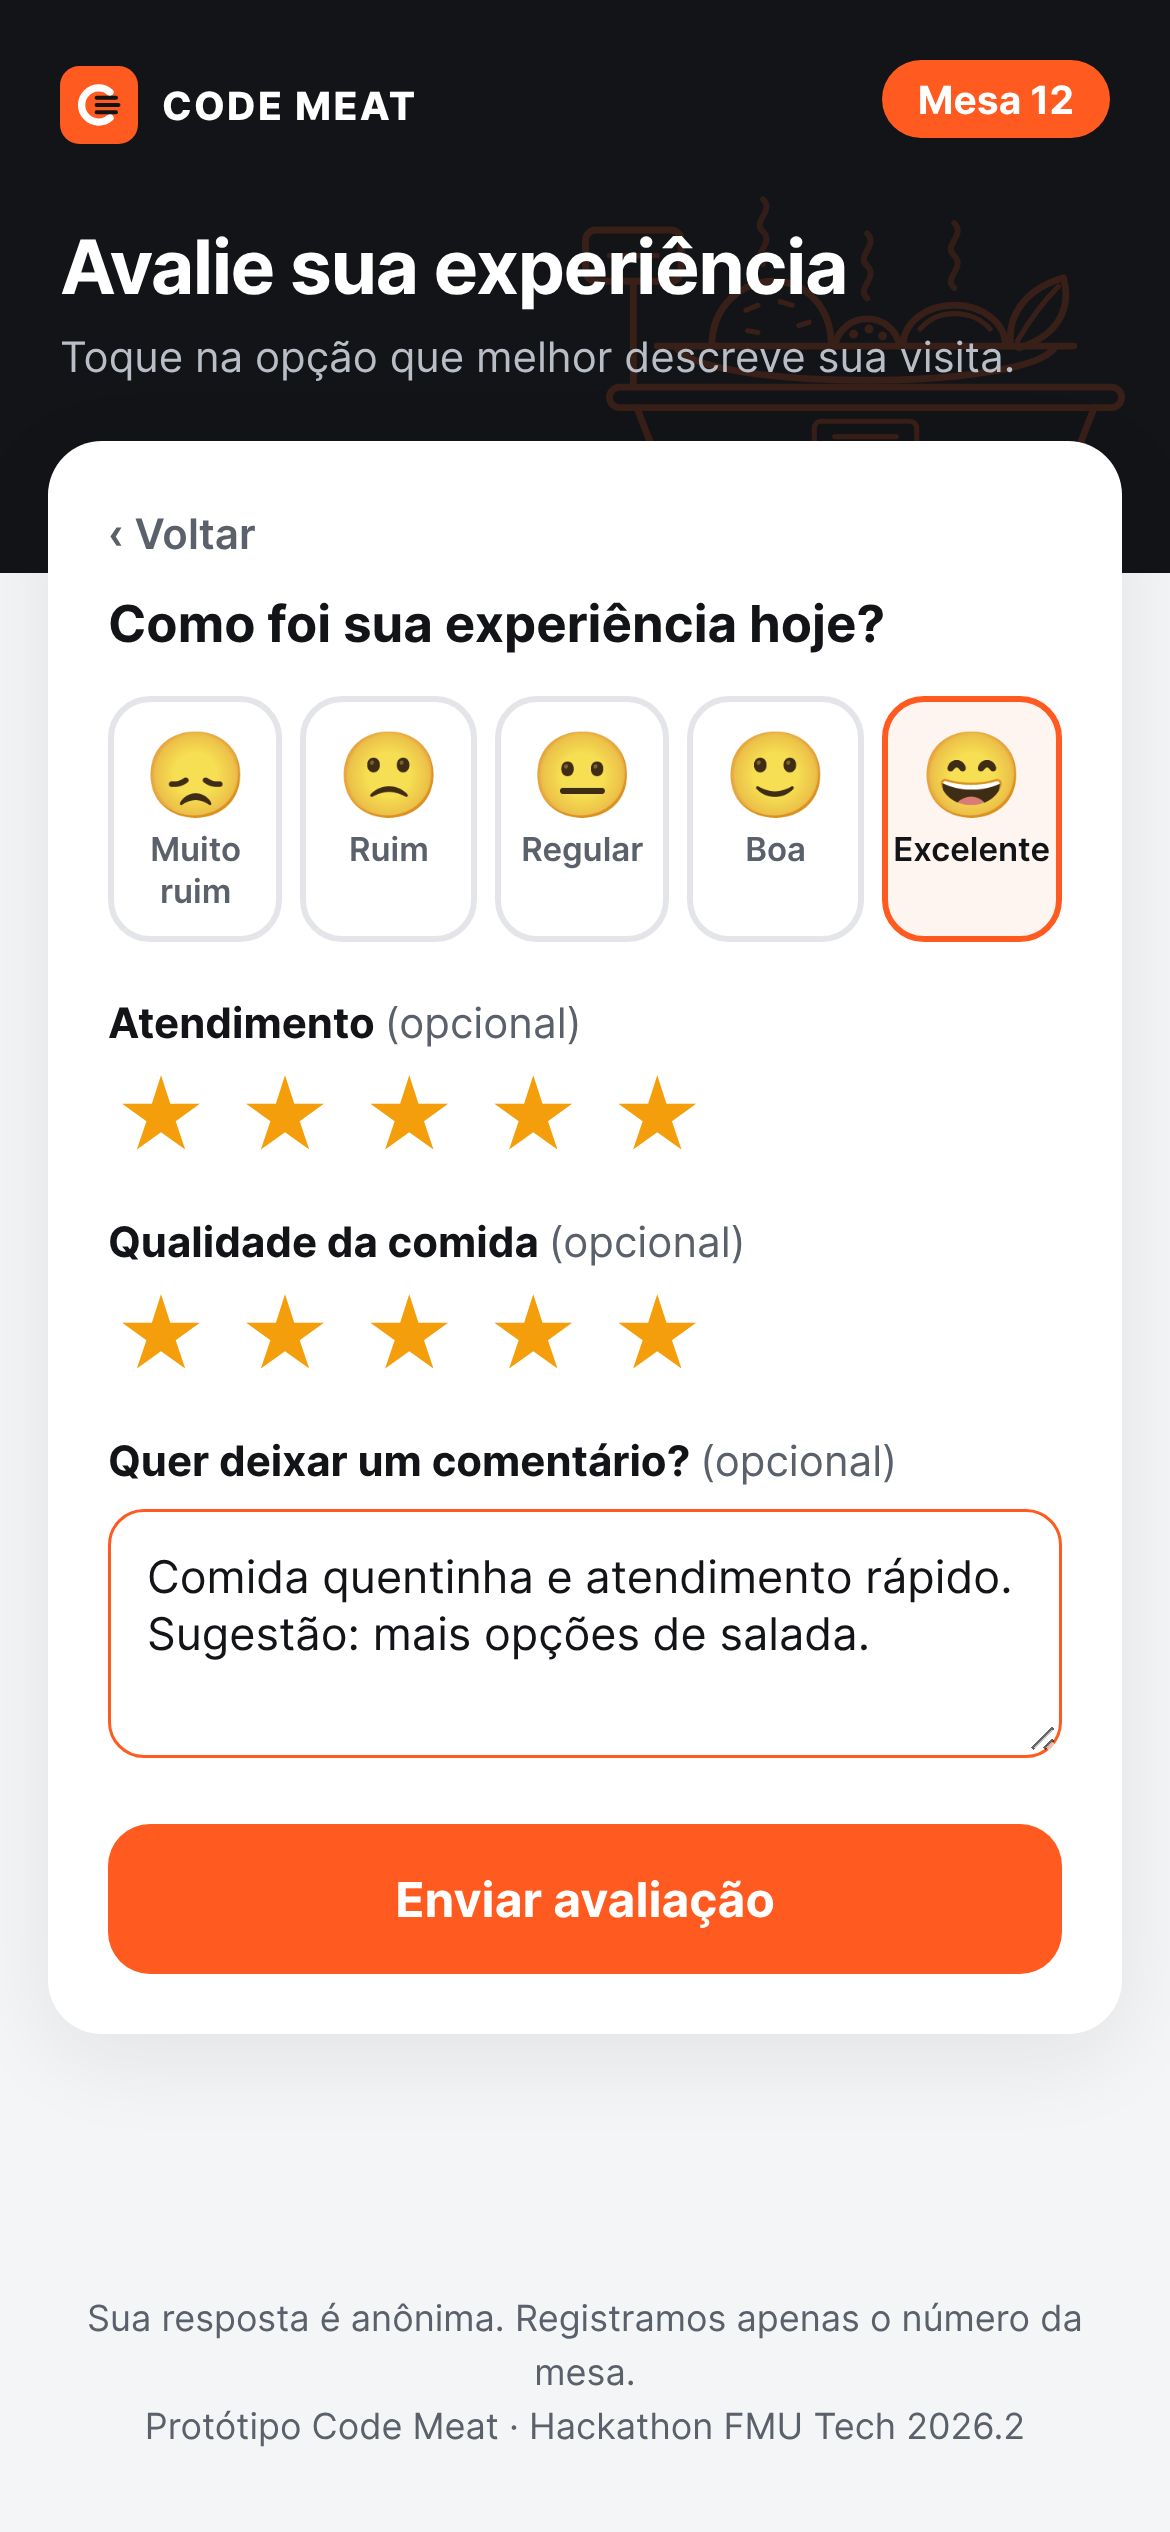 CODE MEAT
Mesa 12
Avalie sua experiência
Toque na opção que melhor descreve sua visita.
‹ Voltar
Como foi sua experiência hoje?
Muito
ruim
Ruim
Regular
Boa
Excelente
Atendimento (opcional)
Qualidade da comida (opcional)
Quer deixar um comentário? (opcional)
Comida quentinha e atendimento rápido.
Sugestão: mais opções de salada.
Enviar avaliação
Sua resposta é anônima. Registramos apenas o número da
mesa.
Protótipo Code Meat · Hackathon FMU Tech 2026.2